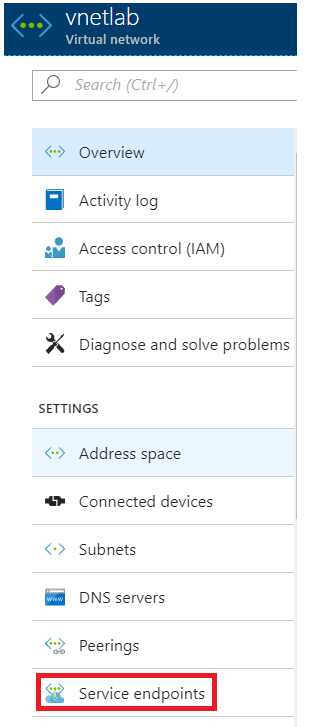 vnetlab
Virtual network
Search (Ctrl+/)
Overview
Activity log
Access control (IAM)
Tags
Diagnose and solve problems
SETTINGS
Address space
Connected devices
Subnets
DNS servers
Peerings
Service endpoints